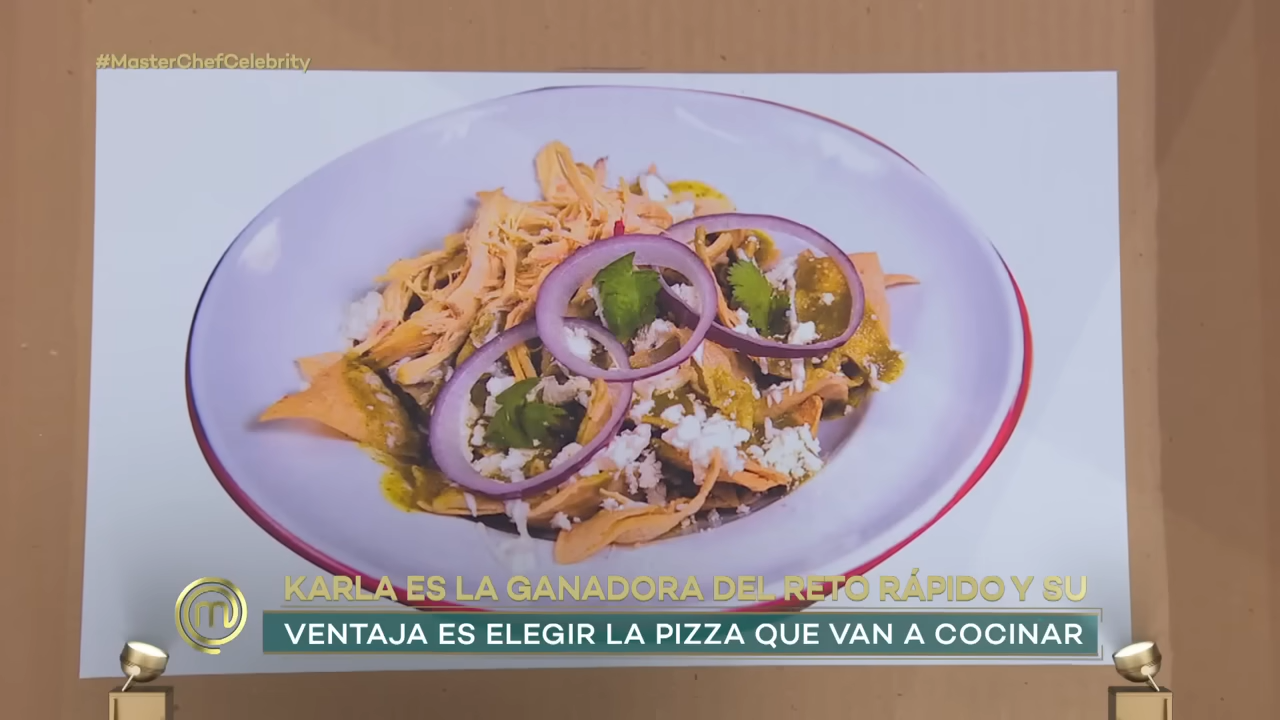 #MasterChefCelebrity
KARLA ES LA GANADORA DEL RETO RÁPIDO Y SU
VENTAJA ES ELEGIR LA PIZZA QUE VAN A COCINAR